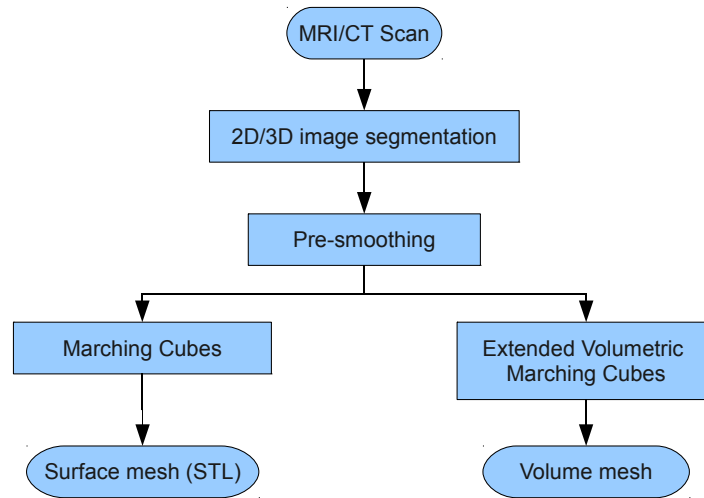 MRI/CT Scan
2D/3D image segmentation
Pre-smoothing
Marching Cubes
Extended Volumetric
Marching Cubes
Surface mesh (STL)
Volume mesh